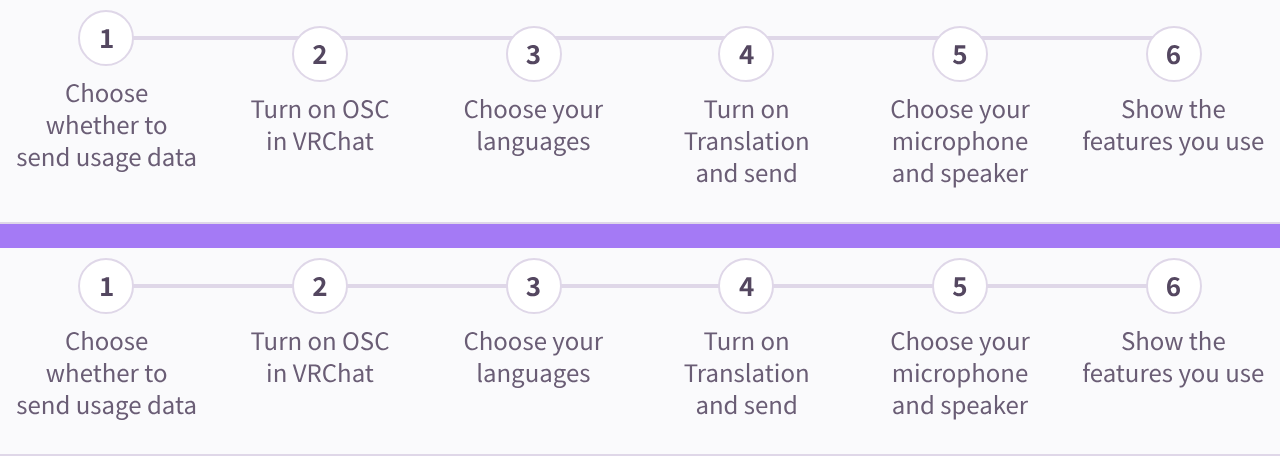 1
2
3
4
5
6
Choose
whether to
send usage data
Turn on OSC
in VRChat
Choose your
languages
Turn on
Translation
and send
Choose your
microphone
and speaker
Show the
features you use
1
2
3
4
5
6
Choose
whether to
send usage data
Turn on OSC
in VRChat
Choose your
languages
Turn on
Translation
and send
Choose your
microphone
and speaker
Show the
features you use